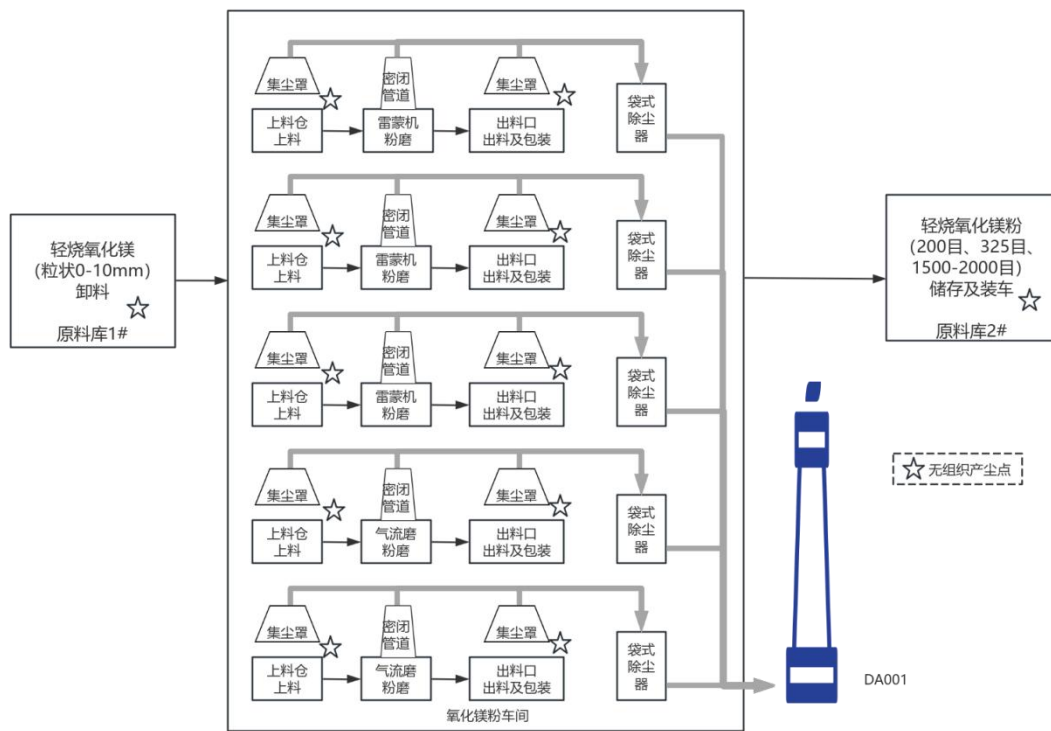 轻烧氧化镁
(粒状0-10mm)
卸料
原料库1#
集尘罩
密闭
管道
集尘罩
袋式
除尘
器
上料仓
上料
雷蒙机
粉磨
出料口
出料及包装
集尘罩
密闭
管道
集尘罩
袋式
除尘
器
上料仓
上料
雷蒙机
粉磨
出料口
出料及包装
集尘罩
密闭
管道
集尘罩
袋式
除尘
器
上料仓
上料
雷蒙机
粉磨
出料口
出料及包装
集尘罩
密闭
管道
集尘罩
袋式
除尘
器
上料仓
上料
气流磨
粉磨
出料口
出料及包装
集尘罩
密闭
管道
集尘罩
袋式
除尘
器
上料仓
上料
气流磨
粉磨
出料口
出料及包装
氧化镁粉车间
轻烧氧化镁粉
(200目、325目、
1500-2000目)
储存及装车
原料库2#
无组织产尘点
DA001